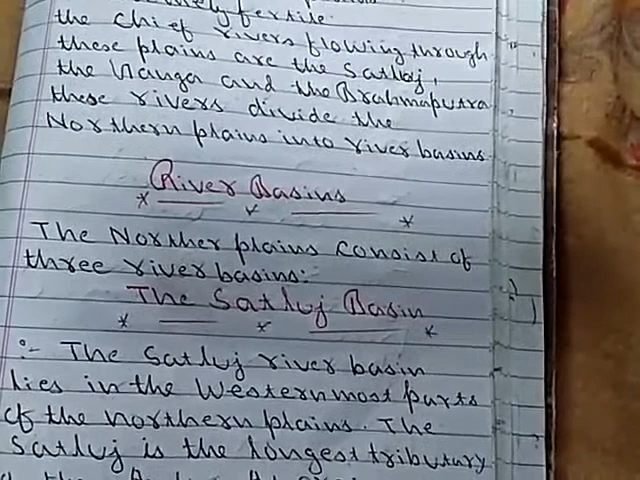 fertile.
the chief rivers flowing through
these plains are the Satluj,
the Ganga and the Brahmaputra
these rivers divide the
Northern plains into river basins
River Basins
The Norther plains consist of
three river basins:-
The Satluj Basin
:- The Satluj river basin
lies in the Westernmost parts
of the northern plains. The
Satluj is the longest tributary